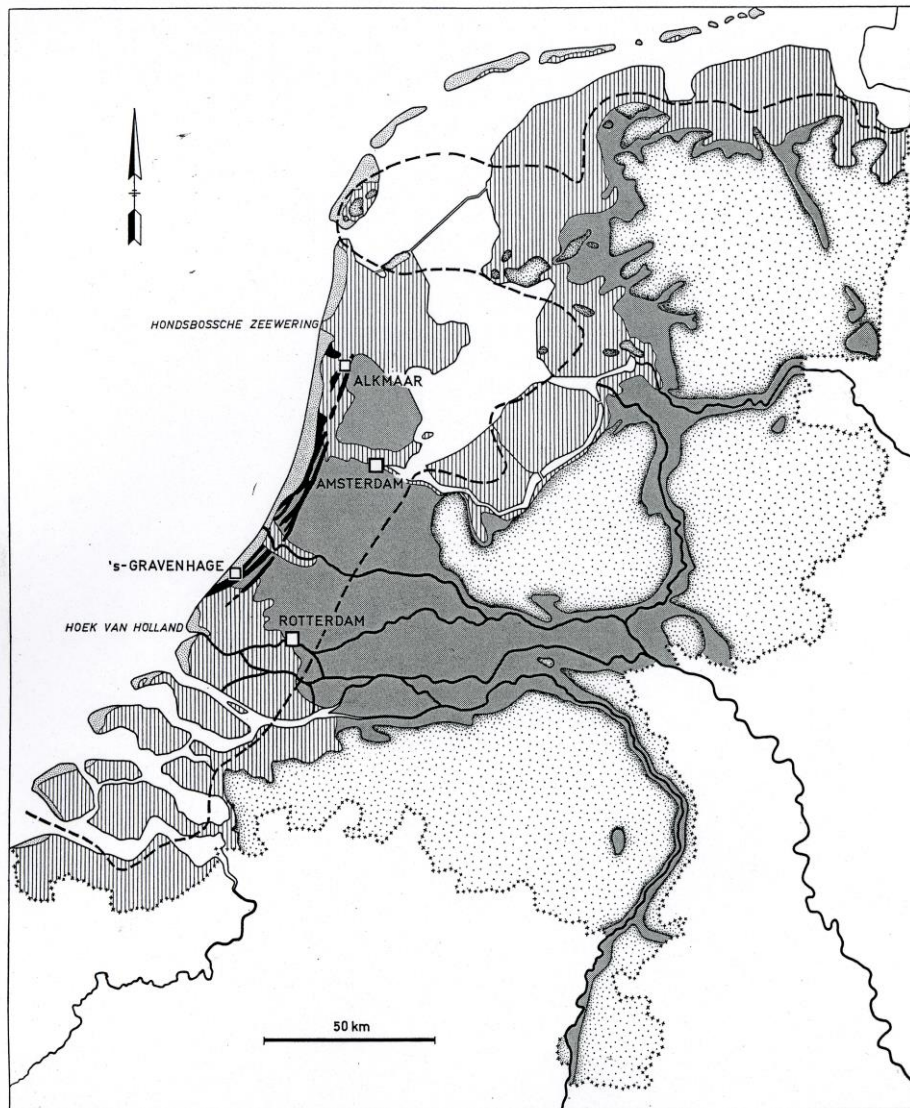 HONDSBOSSCHE ZEEWERING
ALKMAAR
AMSTERDAM
's-GRAVENHAGE
HOEK VAN HOLLAND
ROTTERDAM
50 km